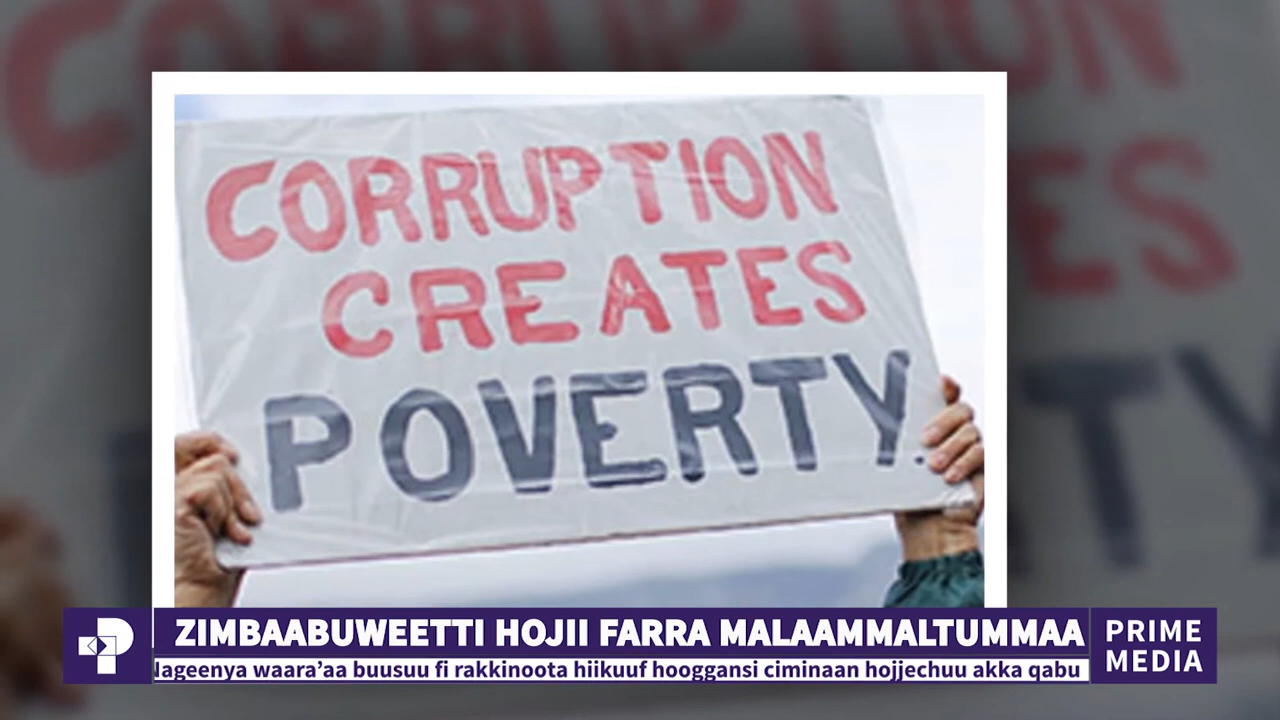 CORRUPTION
CREATES
POVERTY.
ZIMBAABUWEETTI HOJII FARRA MALAAMMALTUMMAA
PRIME
MEDIA
waara’aa buusuu fi rakkinoota hiikuuf hooggansi ciminaan hojjechuu akka qabu